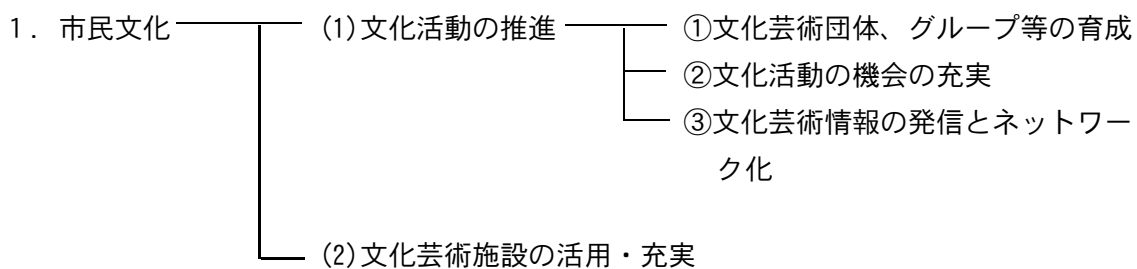 1．市民文化 (1)文化活動の推進 ①文化芸術団体、グループ等の育成
②文化活動の機会の充実
③文化芸術情報の発信とネットワー
ク化
(2)文化芸術施設の活用・充実